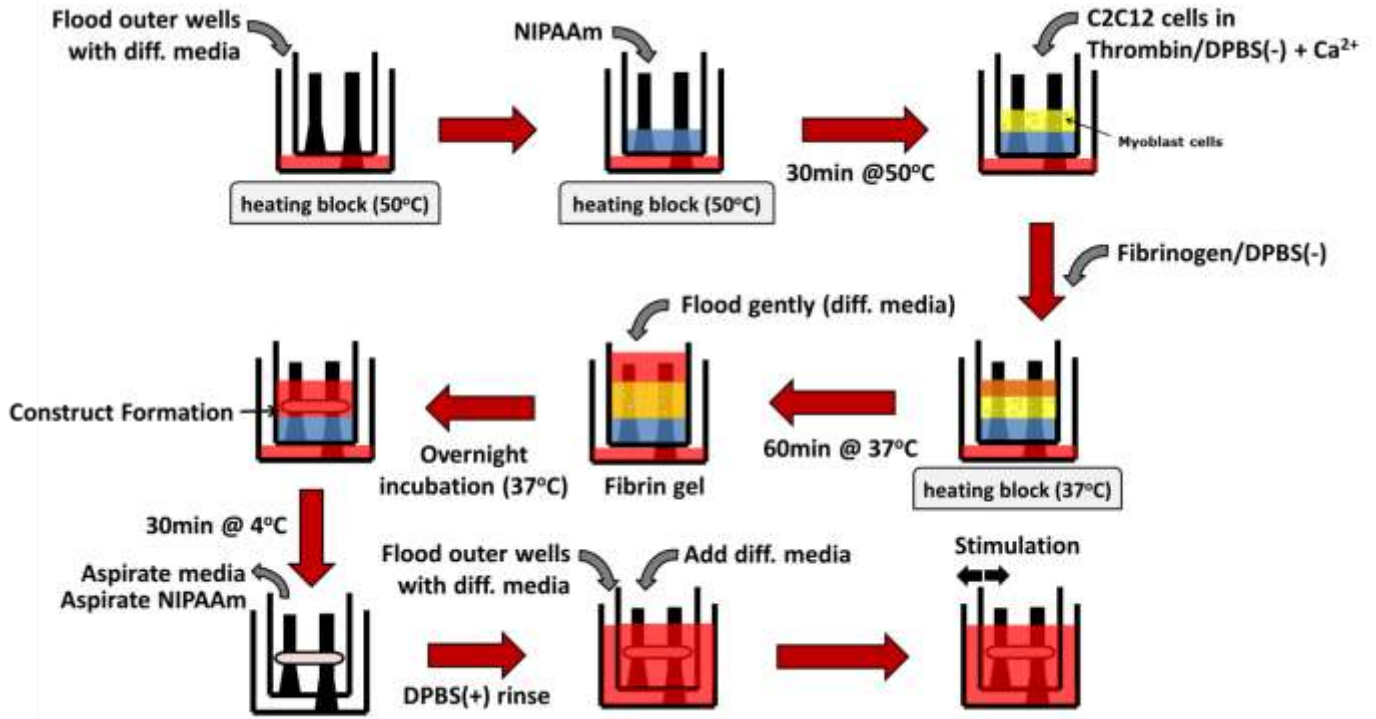 Flood outer wells
with diff. media
NIPAAm
C2C12 cells in
Thrombin/DPBS(-) + Ca²⁺
Myoblast cells
30min @50°C
heating block (50°C)
heating block (50°C)
Fibrinogen/DPBS(-)
Flood gently (diff. media)
Construct Formation
Overnight
incubation (37°C)
Fibrin gel
60min @ 37°C
heating block (37°C)
30min @ 4°C
Aspirate media
Aspirate NIPAAm
Flood outer wells
with diff. media
Add diff. media
Stimulation
DPBS(+) rinse